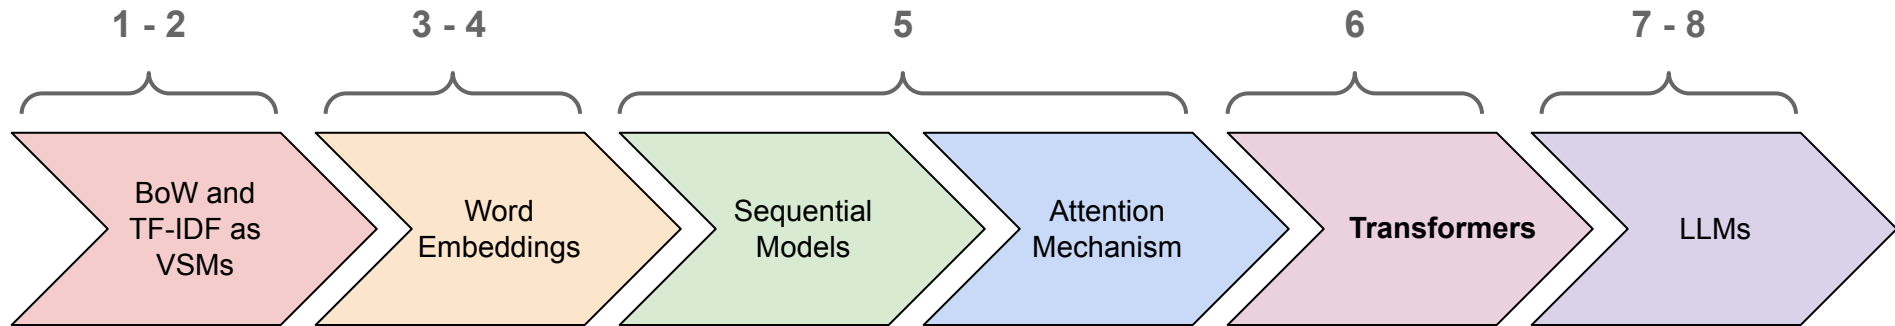 1 - 2
3 - 4
5
6
7 - 8
BoW and
TF-IDF as
VSMs
Word
Embeddings
Sequential
Models
Attention
Mechanism
Transformers
LLMs